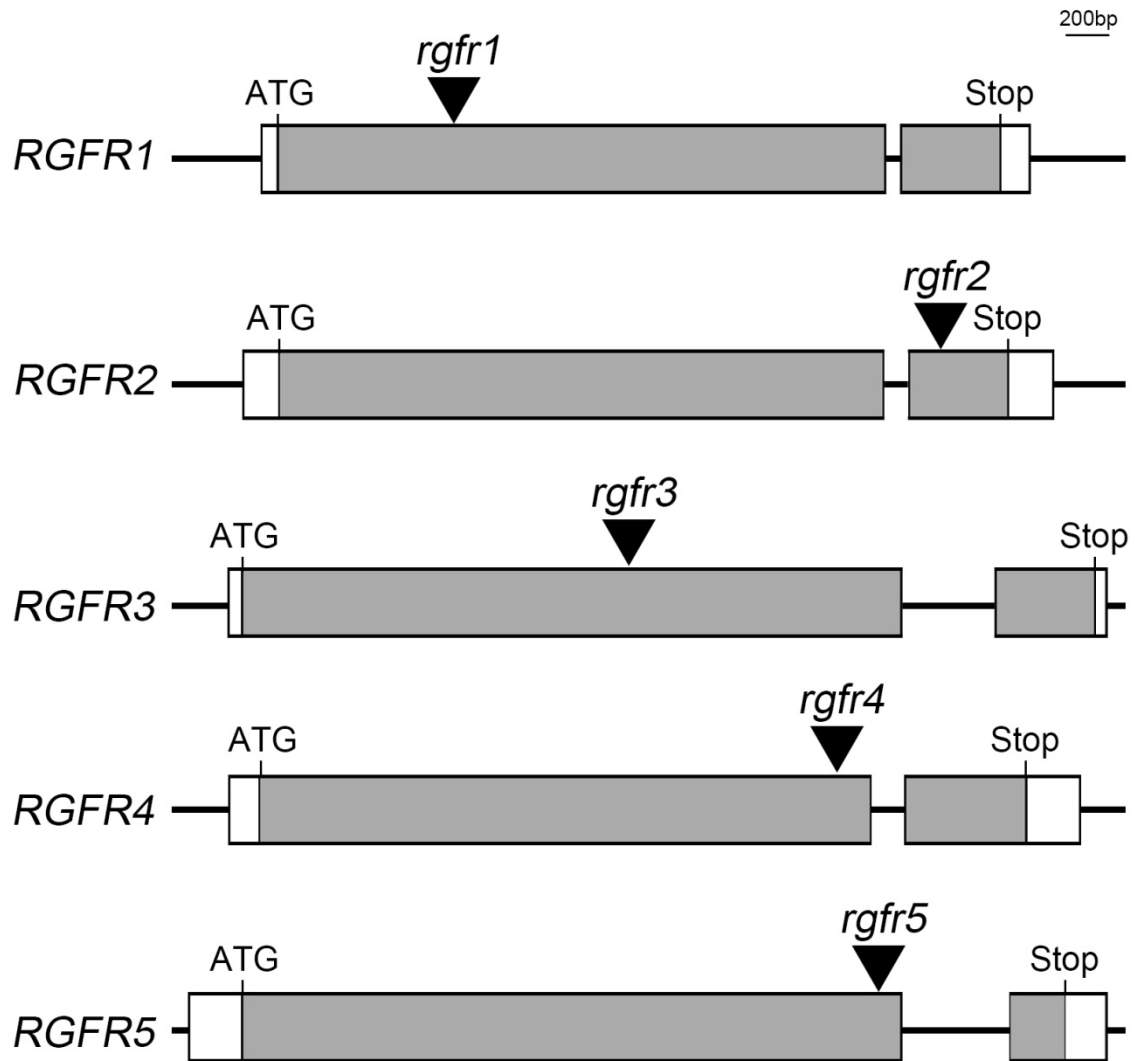 200bp
rgfr1
ATG
Stop
RGFR1
rgfr2
ATG
Stop
RGFR2
rgfr3
ATG
Stop
RGFR3
rgfr4
ATG
Stop
RGFR4
rgfr5
ATG
Stop
RGFR5